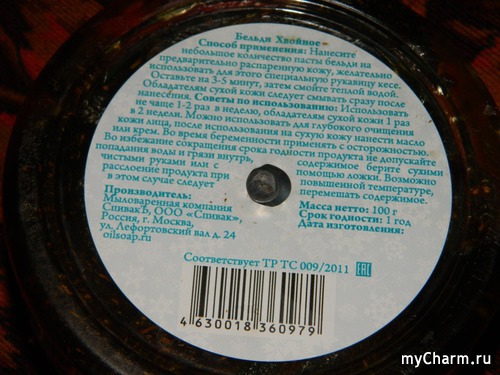 Бельди Хвойное
Способ применения: Нанесите
небольшое количество пасты бельди на
предварительно распаренную кожу, желательно
использовать для этого специальную рукавицу кесе.
Оставьте на 3-5 минут, затем смойте теплой водой.
Обладателям сухой кожи следует смывать сразу после
нанесения. Советы по использованию: Использовать
не чаще 1-2 раз в неделю, обладателям сухой кожи 1 раз
в 2 недели. Можно использовать для глубокого очищения
кожи лица, после использования на сухую кожу нанести масло
или крем. Во время беременности применять с осторожностью.
Во избежание сокращения срока годности продукта не допускайте
попадания воды и грязи внутрь, содержимое берите сухими
чистыми руками или с помощью ложки. Возможно
расслоение продукта при повышенной температуре,
в этом случае следует перемешать содержимое.
Производитель:
Мыловаренная компания
СпивакЪ, ООО «Спивак»,
Россия, г. Москва,
ул. Лефортовский вал д. 24
oilsoap.ru
Масса нетто: 100 г
Срок годности: 1 год
Дата изготовления:
Соответствует ТР ТС 009/2011 EAC
4 630018 360979
myCharm.ru